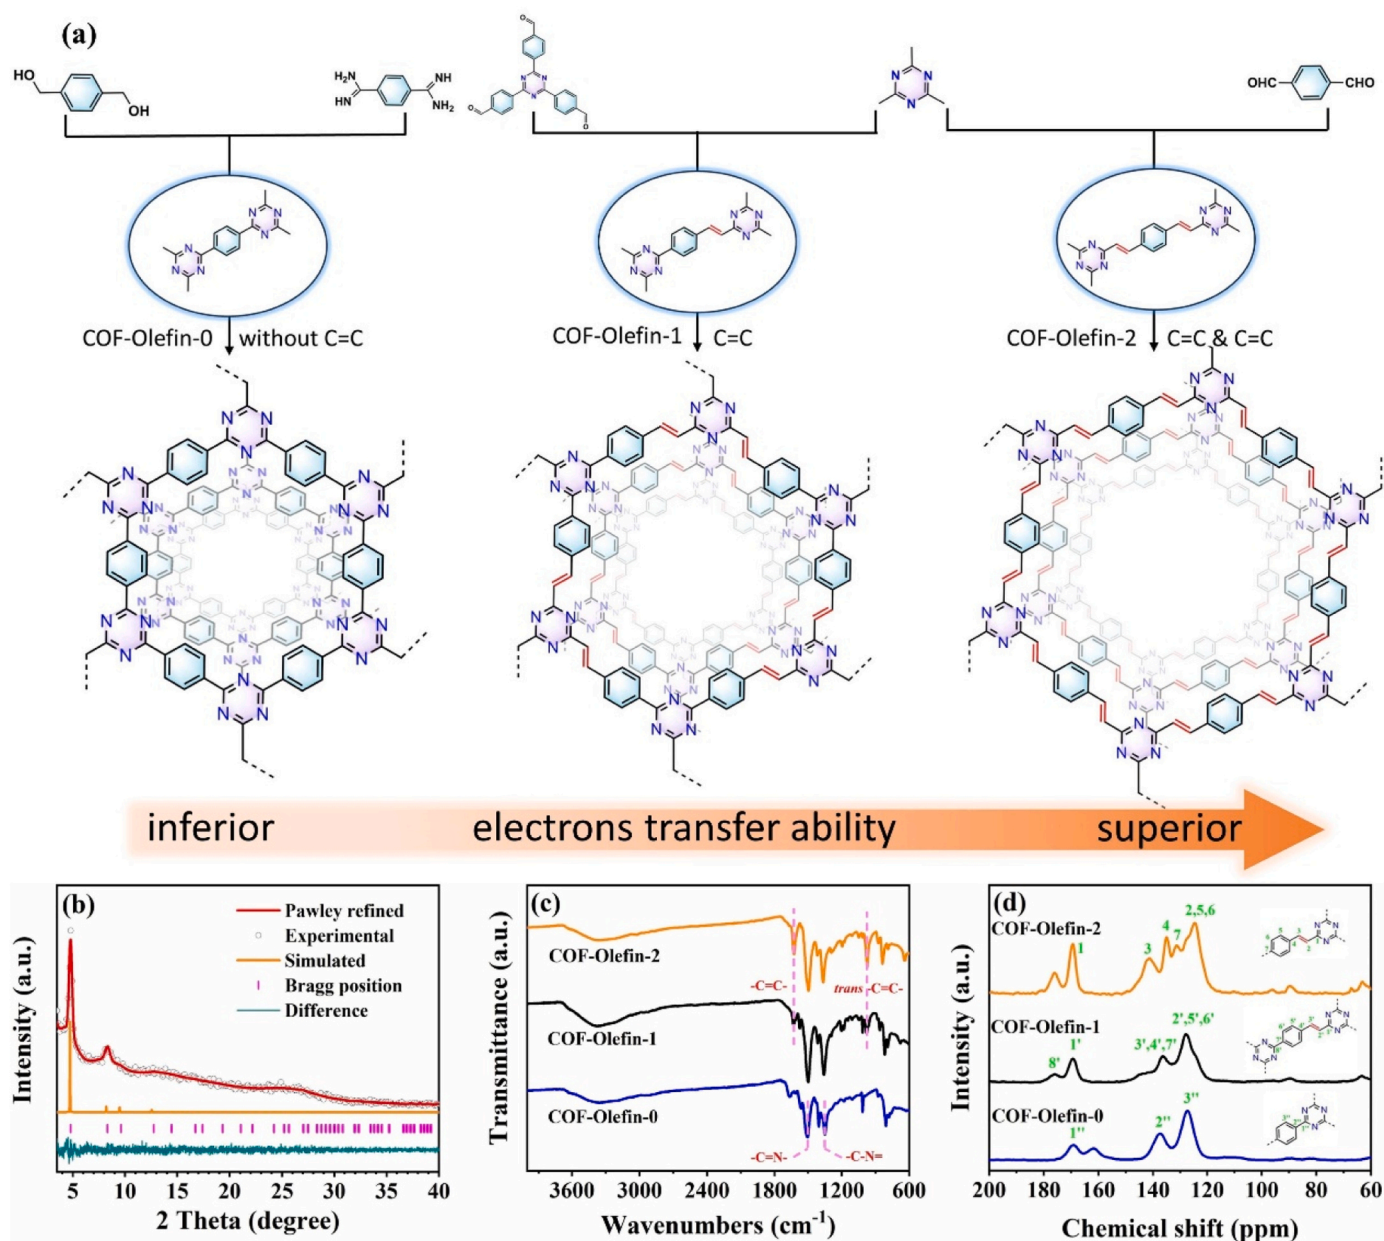 (a)
HO
OH
NH₂
NH
HN
NH₂
OHC
CHO
COF-Olefin-0
without C=C
COF-Olefin-1
C=C
COF-Olefin-2
C=C & C=C
inferior
electrons transfer ability
superior
(b)
Pawley refined
Experimental
Simulated
Bragg position
Difference
Intensity (a.u.)
5 10 15 20 25 30 35 40
2 Theta (degree)
(c)
COF-Olefin-2
-C=C-
trans -C=C-
COF-Olefin-1
COF-Olefin-0
-C=N-
-C-N=
Transmittance (a.u.)
3600 3000 2400 1800 1200 600
Wavenumbers (cm⁻¹)
(d)
COF-Olefin-2
1
3
4
7
2,5,6
COF-Olefin-1
8'
1'
3',4',7'
2',5',6'
COF-Olefin-0
1''
2''
3''
Intensity (a.u.)
200 180 160 140 120 100 80 60
Chemical shift (ppm)